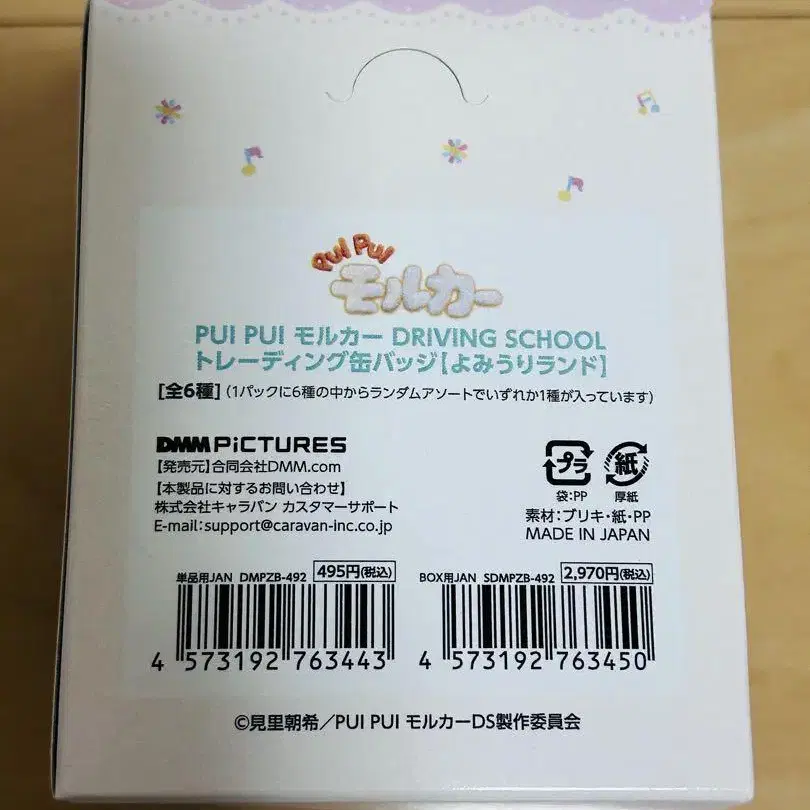 PUI PUI
モルカー
PUI PUI モルカー DRIVING SCHOOL
トレーディング缶バッジ【よみうりランド】
[全6種] (1パックに6種の中からランダムアソートでいずれか1種が入っています)
DMM PiCTURES
【発売元】合同会社DMM.com
【本製品に対するお問い合わせ】
株式会社キャラバン カスタマーサポート
E-mail:support@caravan-inc.co.jp
プラ 紙
袋:PP 厚紙
素材:ブリキ・紙・PP
MADE IN JAPAN
単品用JAN DMPZB-492 495円(税込)
4 573192 763443
BOX用JAN SDMPZB-492 2,970円(税込)
4 573192 763450
©見里朝希/PUI PUI モルカーDS製作委員会